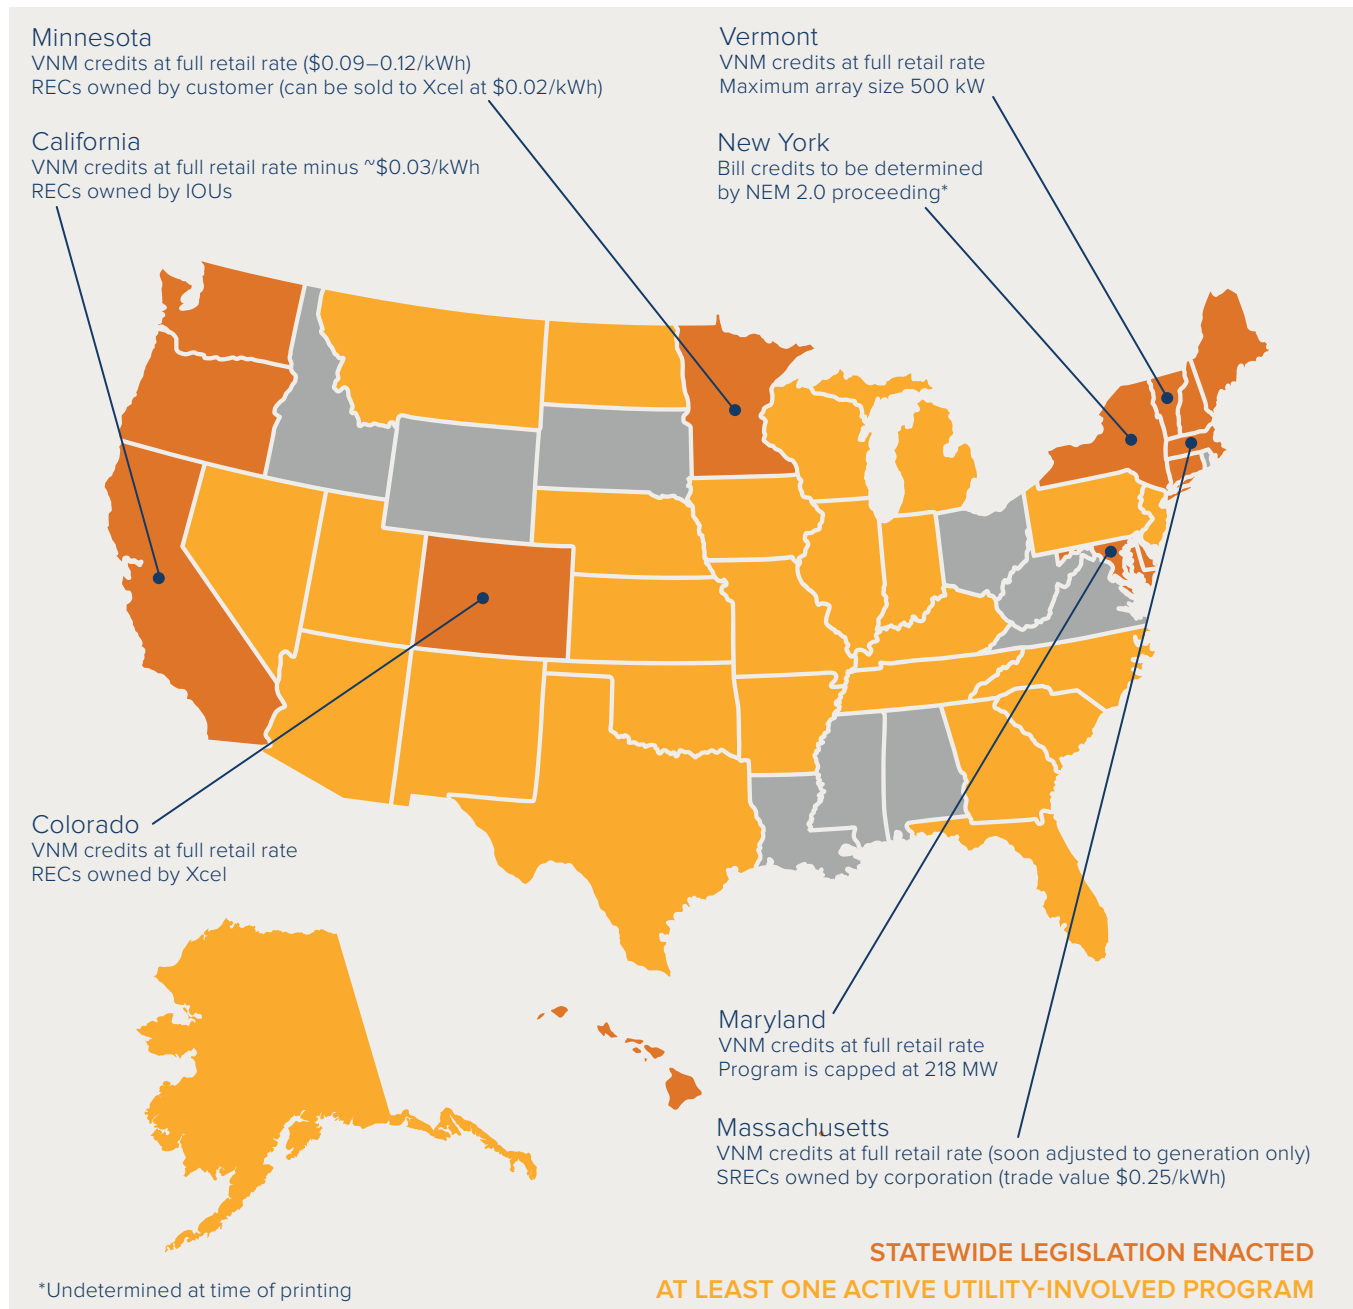 Minnesota
VNM credits at full retail rate ($0.09–0.12/kWh)
RECs owned by customer (can be sold to Xcel at $0.02/kWh)
California
VNM credits at full retail rate minus ~$0.03/kWh
RECs owned by IOUs
Vermont
VNM credits at full retail rate
Maximum array size 500 kW
New York
Bill credits to be determined
by NEM 2.0 proceeding*
Colorado
VNM credits at full retail rate
RECs owned by Xcel
Maryland
VNM credits at full retail rate
Program is capped at 218 MW
Massachusetts
VNM credits at full retail rate (soon adjusted to generation only)
SRECs owned by corporation (trade value $0.25/kWh)
STATEWIDE LEGISLATION ENACTED
AT LEAST ONE ACTIVE UTILITY-INVOLVED PROGRAM
*Undetermined at time of printing